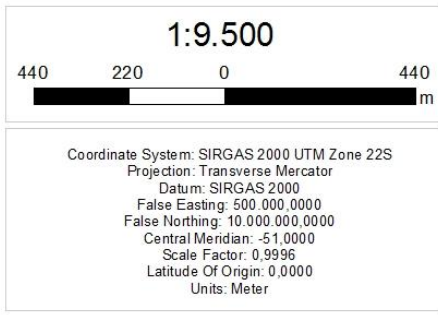 1:9.500
440 220 0 440
m
Coordinate System: SIRGAS 2000 UTM Zone 22S
Projection: Transverse Mercator
Datum: SIRGAS 2000
False Easting: 500.000,0000
False Northing: 10.000.000,0000
Central Meridian: -51,0000
Scale Factor: 0,9996
Latitude Of Origin: 0,0000
Units: Meter